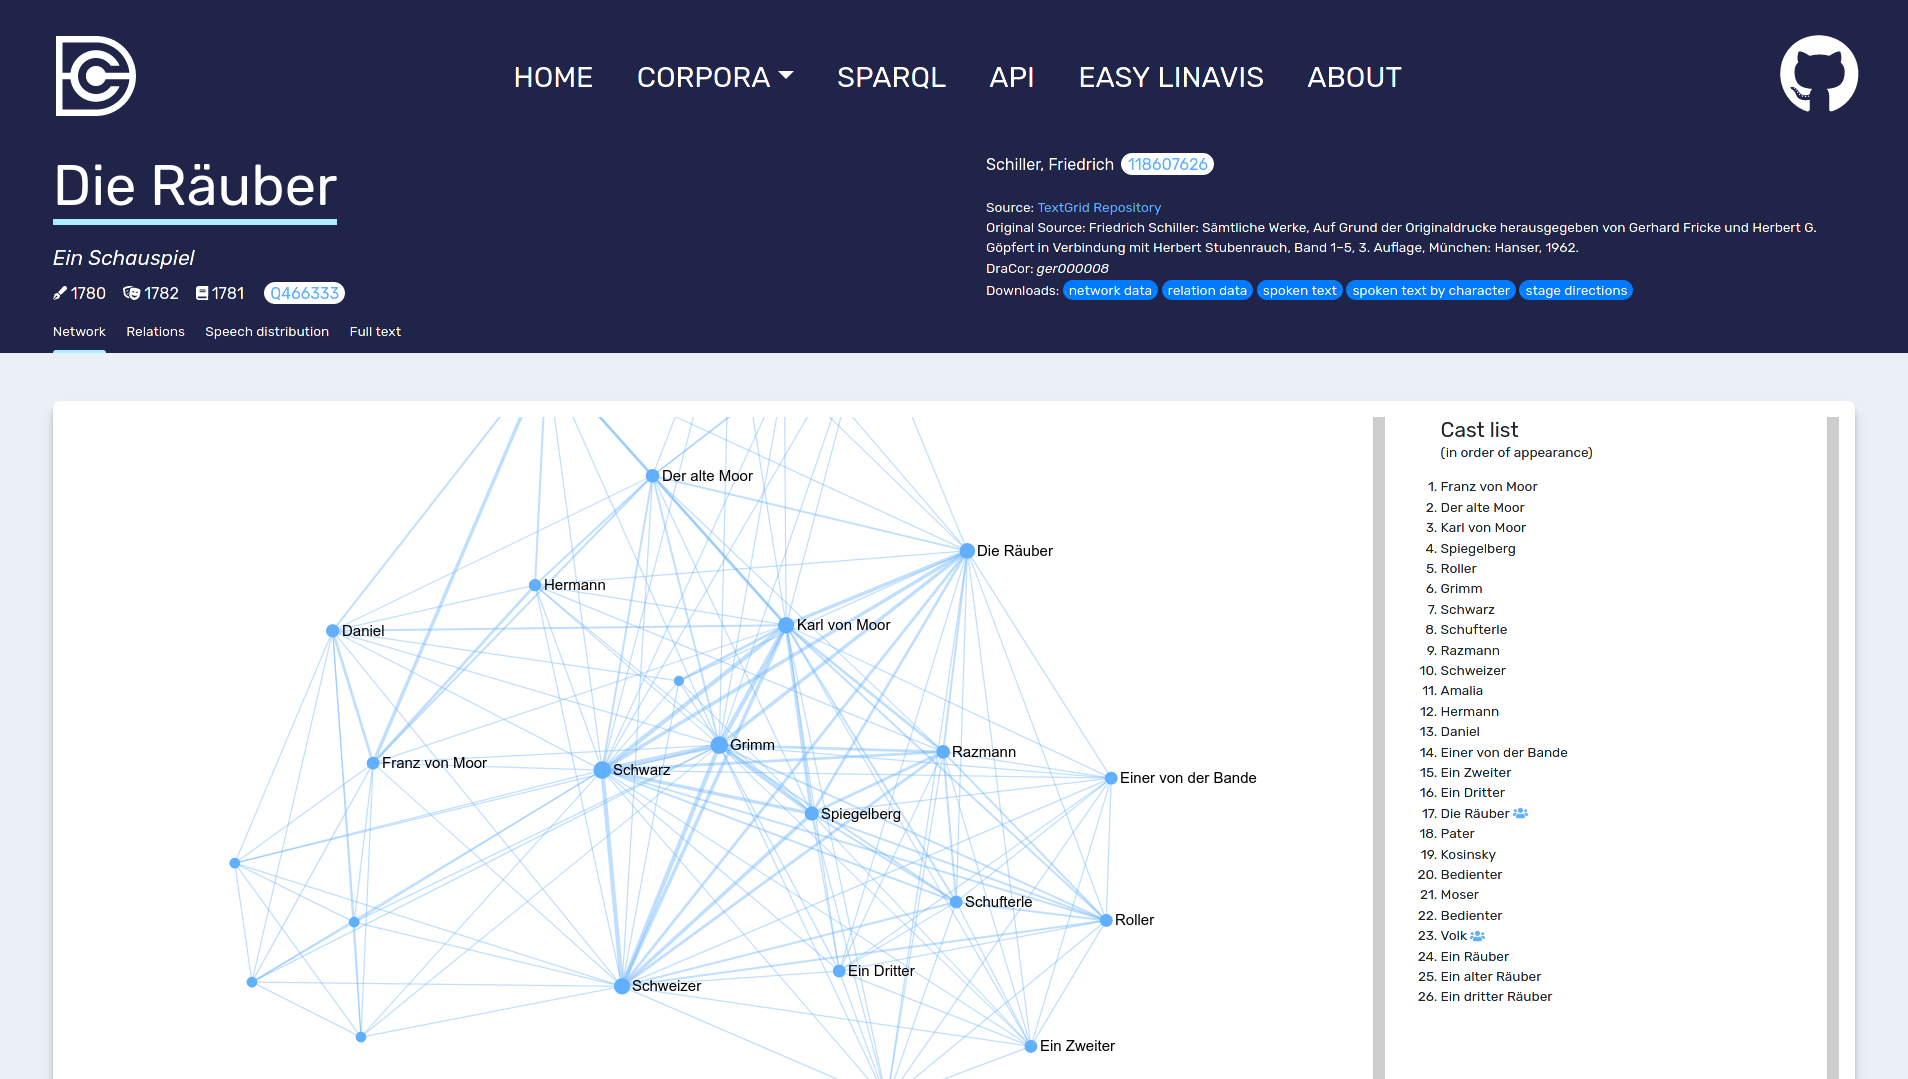 HOME CORPORA SPARQL API EASY LINAVIS ABOUT
Die Räuber
Ein Schauspiel
1780 1782 1781 Q466333
Network Relations Speech distribution Full text
Schiller, Friedrich 118607626
Source: TextGrid Repository
Original Source: Friedrich Schiller: Sämtliche Werke, Auf Grund der Originaldrucke herausgegeben von Gerhard Fricke und Herbert G.
Göpfert in Verbindung mit Herbert Stubenrauch, Band 1–5, 3. Auflage, München: Hanser, 1962.
DraCor: ger000008
Downloads: network data relation data spoken text spoken text by character stage directions
Der alte Moor
Die Räuber
Hermann
Karl von Moor
Daniel
Grimm
Razmann
Franz von Moor
Schwarz
Einer von der Bande
Spiegelberg
Schufterle
Roller
Ein Dritter
Schweizer
Ein Zweiter
Cast list
(in order of appearance)
1. Franz von Moor
2. Der alte Moor
3. Karl von Moor
4. Spiegelberg
5. Roller
6. Grimm
7. Schwarz
8. Schufterle
9. Razmann
10. Schweizer
11. Amalia
12. Hermann
13. Daniel
14. Einer von der Bande
15. Ein Zweiter
16. Ein Dritter
17. Die Räuber
18. Pater
19. Kosinsky
20. Bedienter
21. Moser
22. Bedienter
23. Volk
24. Ein Räuber
25. Ein alter Räuber
26. Ein dritter Räuber